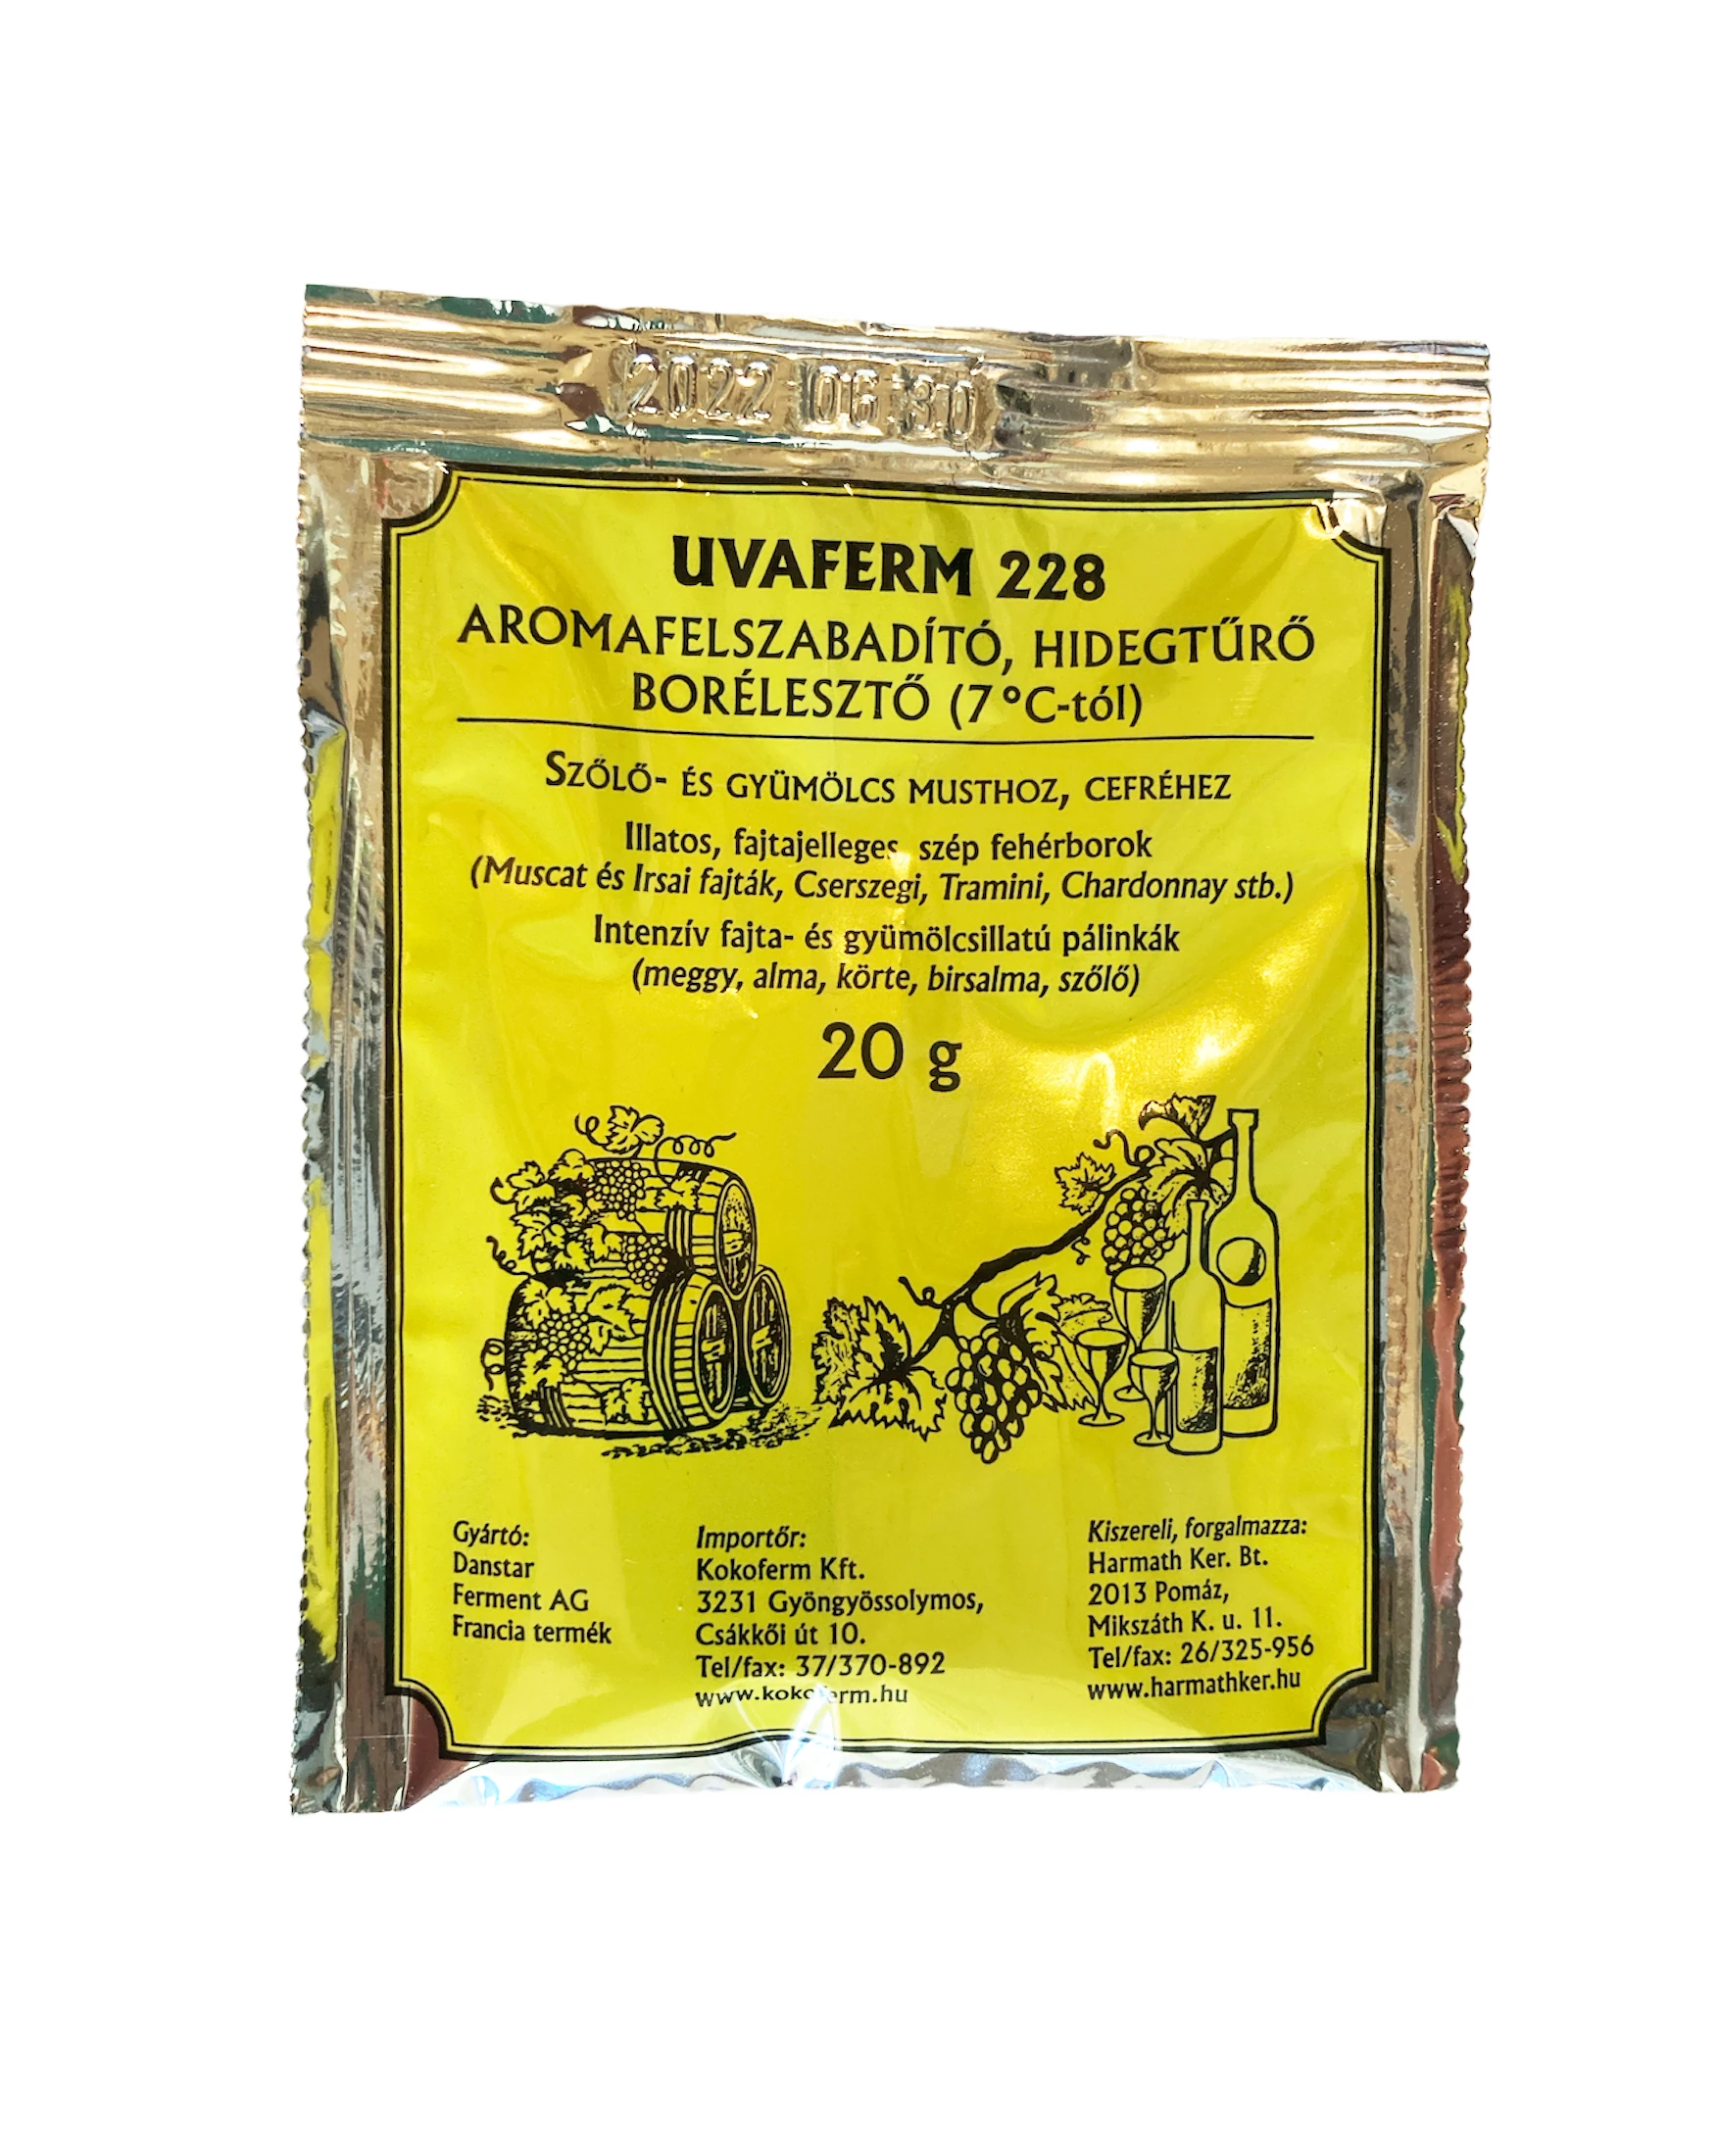 2022 06 30
UVAFERM 228
AROMAFELSZABADÍTÓ, HIDEGTŰRŐ
BORÉLESZTŐ (7 °C-tól)
SZŐLŐ- ÉS GYÜMÖLCS MUSTHOZ, CEFRÉHEZ
Illatos, fajtajelleges, szép fehérborok
(Muscat és Irsai fajták, Cserszegi, Tramini, Chardonnay stb.)
Intenzív fajta- és gyümölcsillatú pálinkák
(meggy, alma, körte, birsalma, szőlő)
20 g
Gyártó:
Danstar
Ferment AG
Francia termék
Importőr:
Kokoferm Kft.
3231 Gyöngyössolymos,
Csákkői út 10.
Tel/fax: 37/370-892
www.kokoferm.hu
Kiszereli, forgalmazza:
Harmath Ker. Bt.
2013 Pomáz,
Mikszáth K. u. 11.
Tel/fax: 26/325-956
www.harmathker.hu